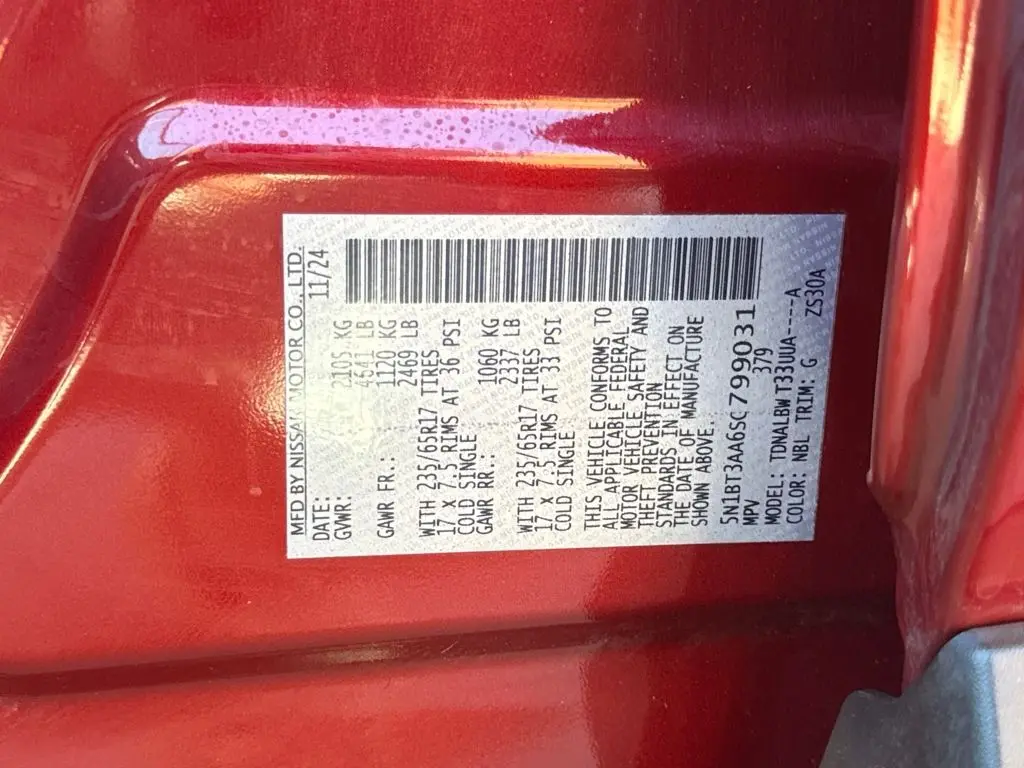 MFD BY NISSAN MOTOR CO., LTD.
DATE: 11/24
GVWR: 2105 KG
4641 LB
GAWR FR.: 1120 KG
2469 LB
WITH 235/65R17 TIRES
17 X 7.5 RIMS AT 36 PSI
COLD SINGLE
GAWR RR.: 1060 KG
2337 LB
WITH 235/65R17 TIRES
17 X 7.5 RIMS AT 33 PSI
COLD SINGLE
THIS VEHICLE CONFORMS TO
ALL APPLICABLE FEDERAL
MOTOR VEHICLE SAFETY AND
THEFT PREVENTION
STANDARDS IN EFFECT ON
THE DATE OF MANUFACTURE
SHOWN ABOVE.
5N1BT3AA6SC799031
MPV 379
MODEL: TDNALBW T33UUA----A
COLOR: NBL TRIM: G ZS30A